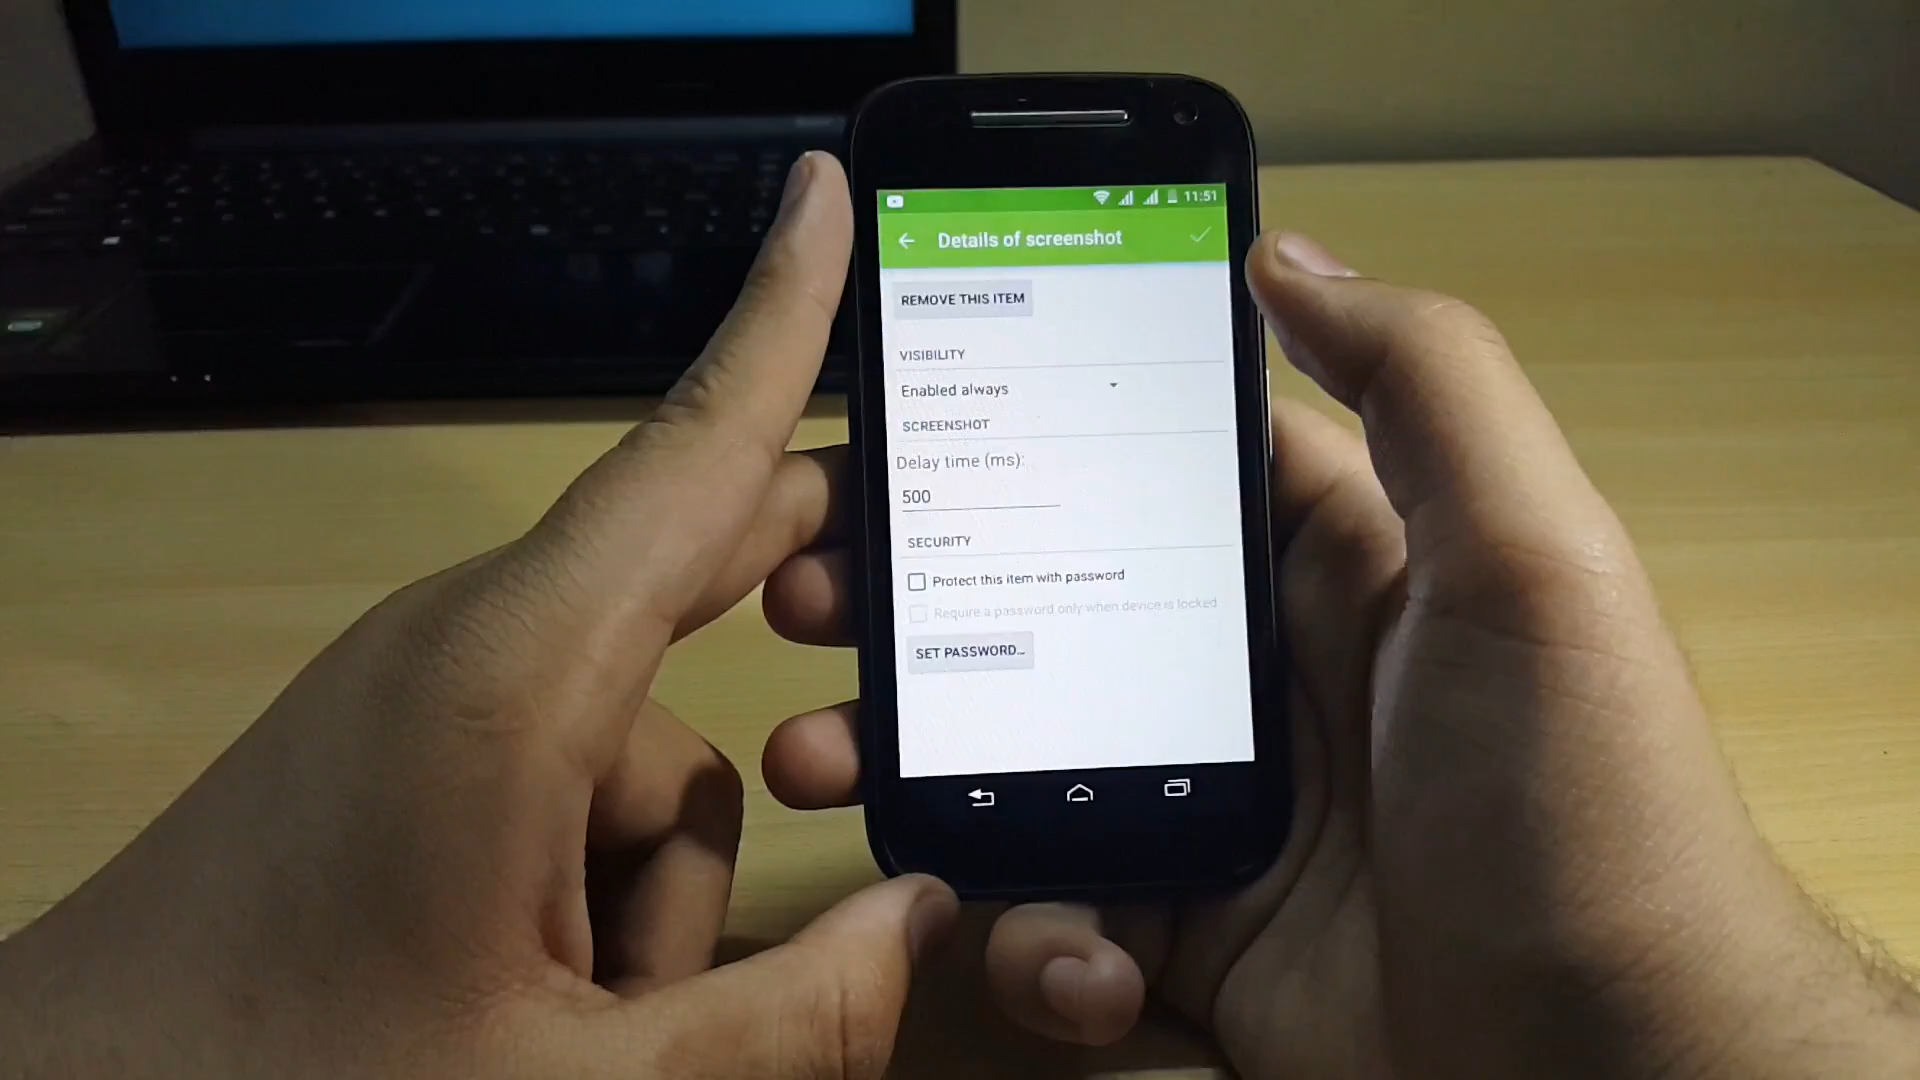 11:51
Details of screenshot
REMOVE THIS ITEM
VISIBILITY
Enabled always
SCREENSHOT
Delay time (ms):
500
SECURITY
Protect this item with password
Require a password only when device is locked
SET PASSWORD...